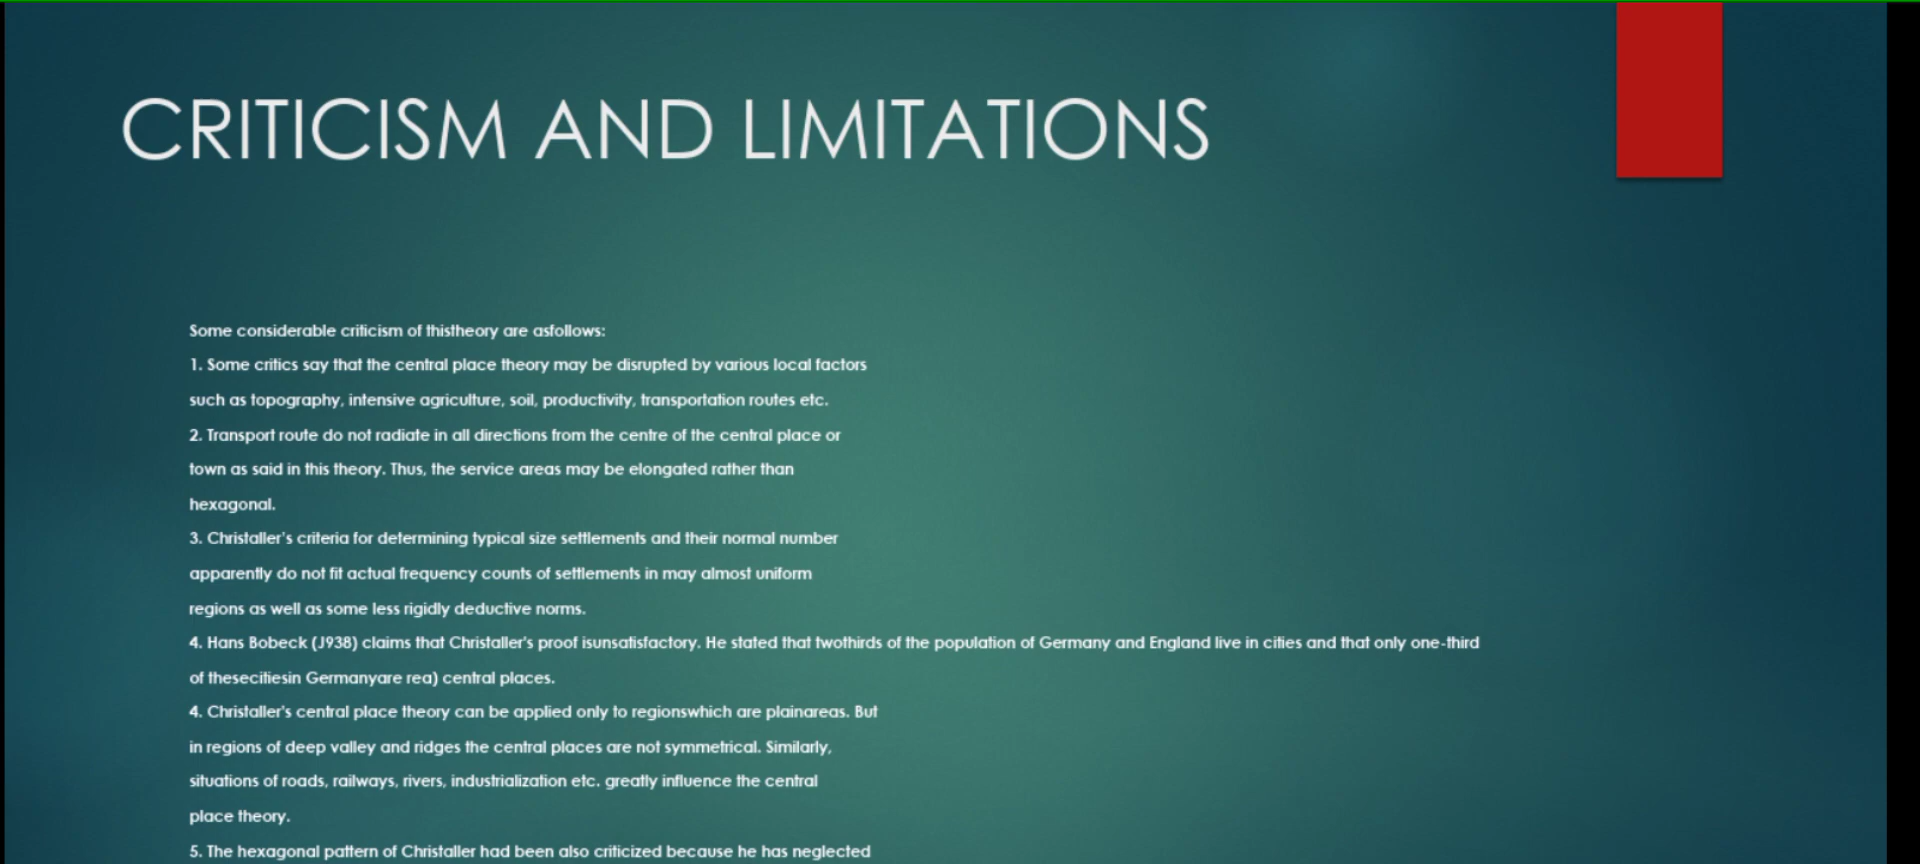 CRITICISM AND LIMITATIONS
Some considerable criticism of thistheory are asfollows:
1. Some critics say that the central place theory may be disrupted by various local factors
such as topography, intensive agriculture, soil, productivity, transportation routes etc.
2. Transport route do not radiate in all directions from the centre of the central place or
town as said in this theory. Thus, the service areas may be elongated rather than
hexagonal.
3. Christaller's criteria for determining typical size settlements and their normal number
apparently do not fit actual frequency counts of settlements in may almost uniform
regions as well as some less rigidly deductive norms.
4. Hans Bobeck (J938) claims that Christaller's proof isunsatisfactory. He stated that twothirds of the population of Germany and England live in cities and that only one-third
of thesecitiesin Germanyare rea) central places.
4. Christaller's central place theory can be applied only to regionswhich are plainareas. But
in regions of deep valley and ridges the central places are not symmetrical. Similarly,
situations of roads, railways, rivers, industrialization etc. greatly influence the central
place theory.
5. The hexagonal pattern of Christaller had been also criticized because he has neglected